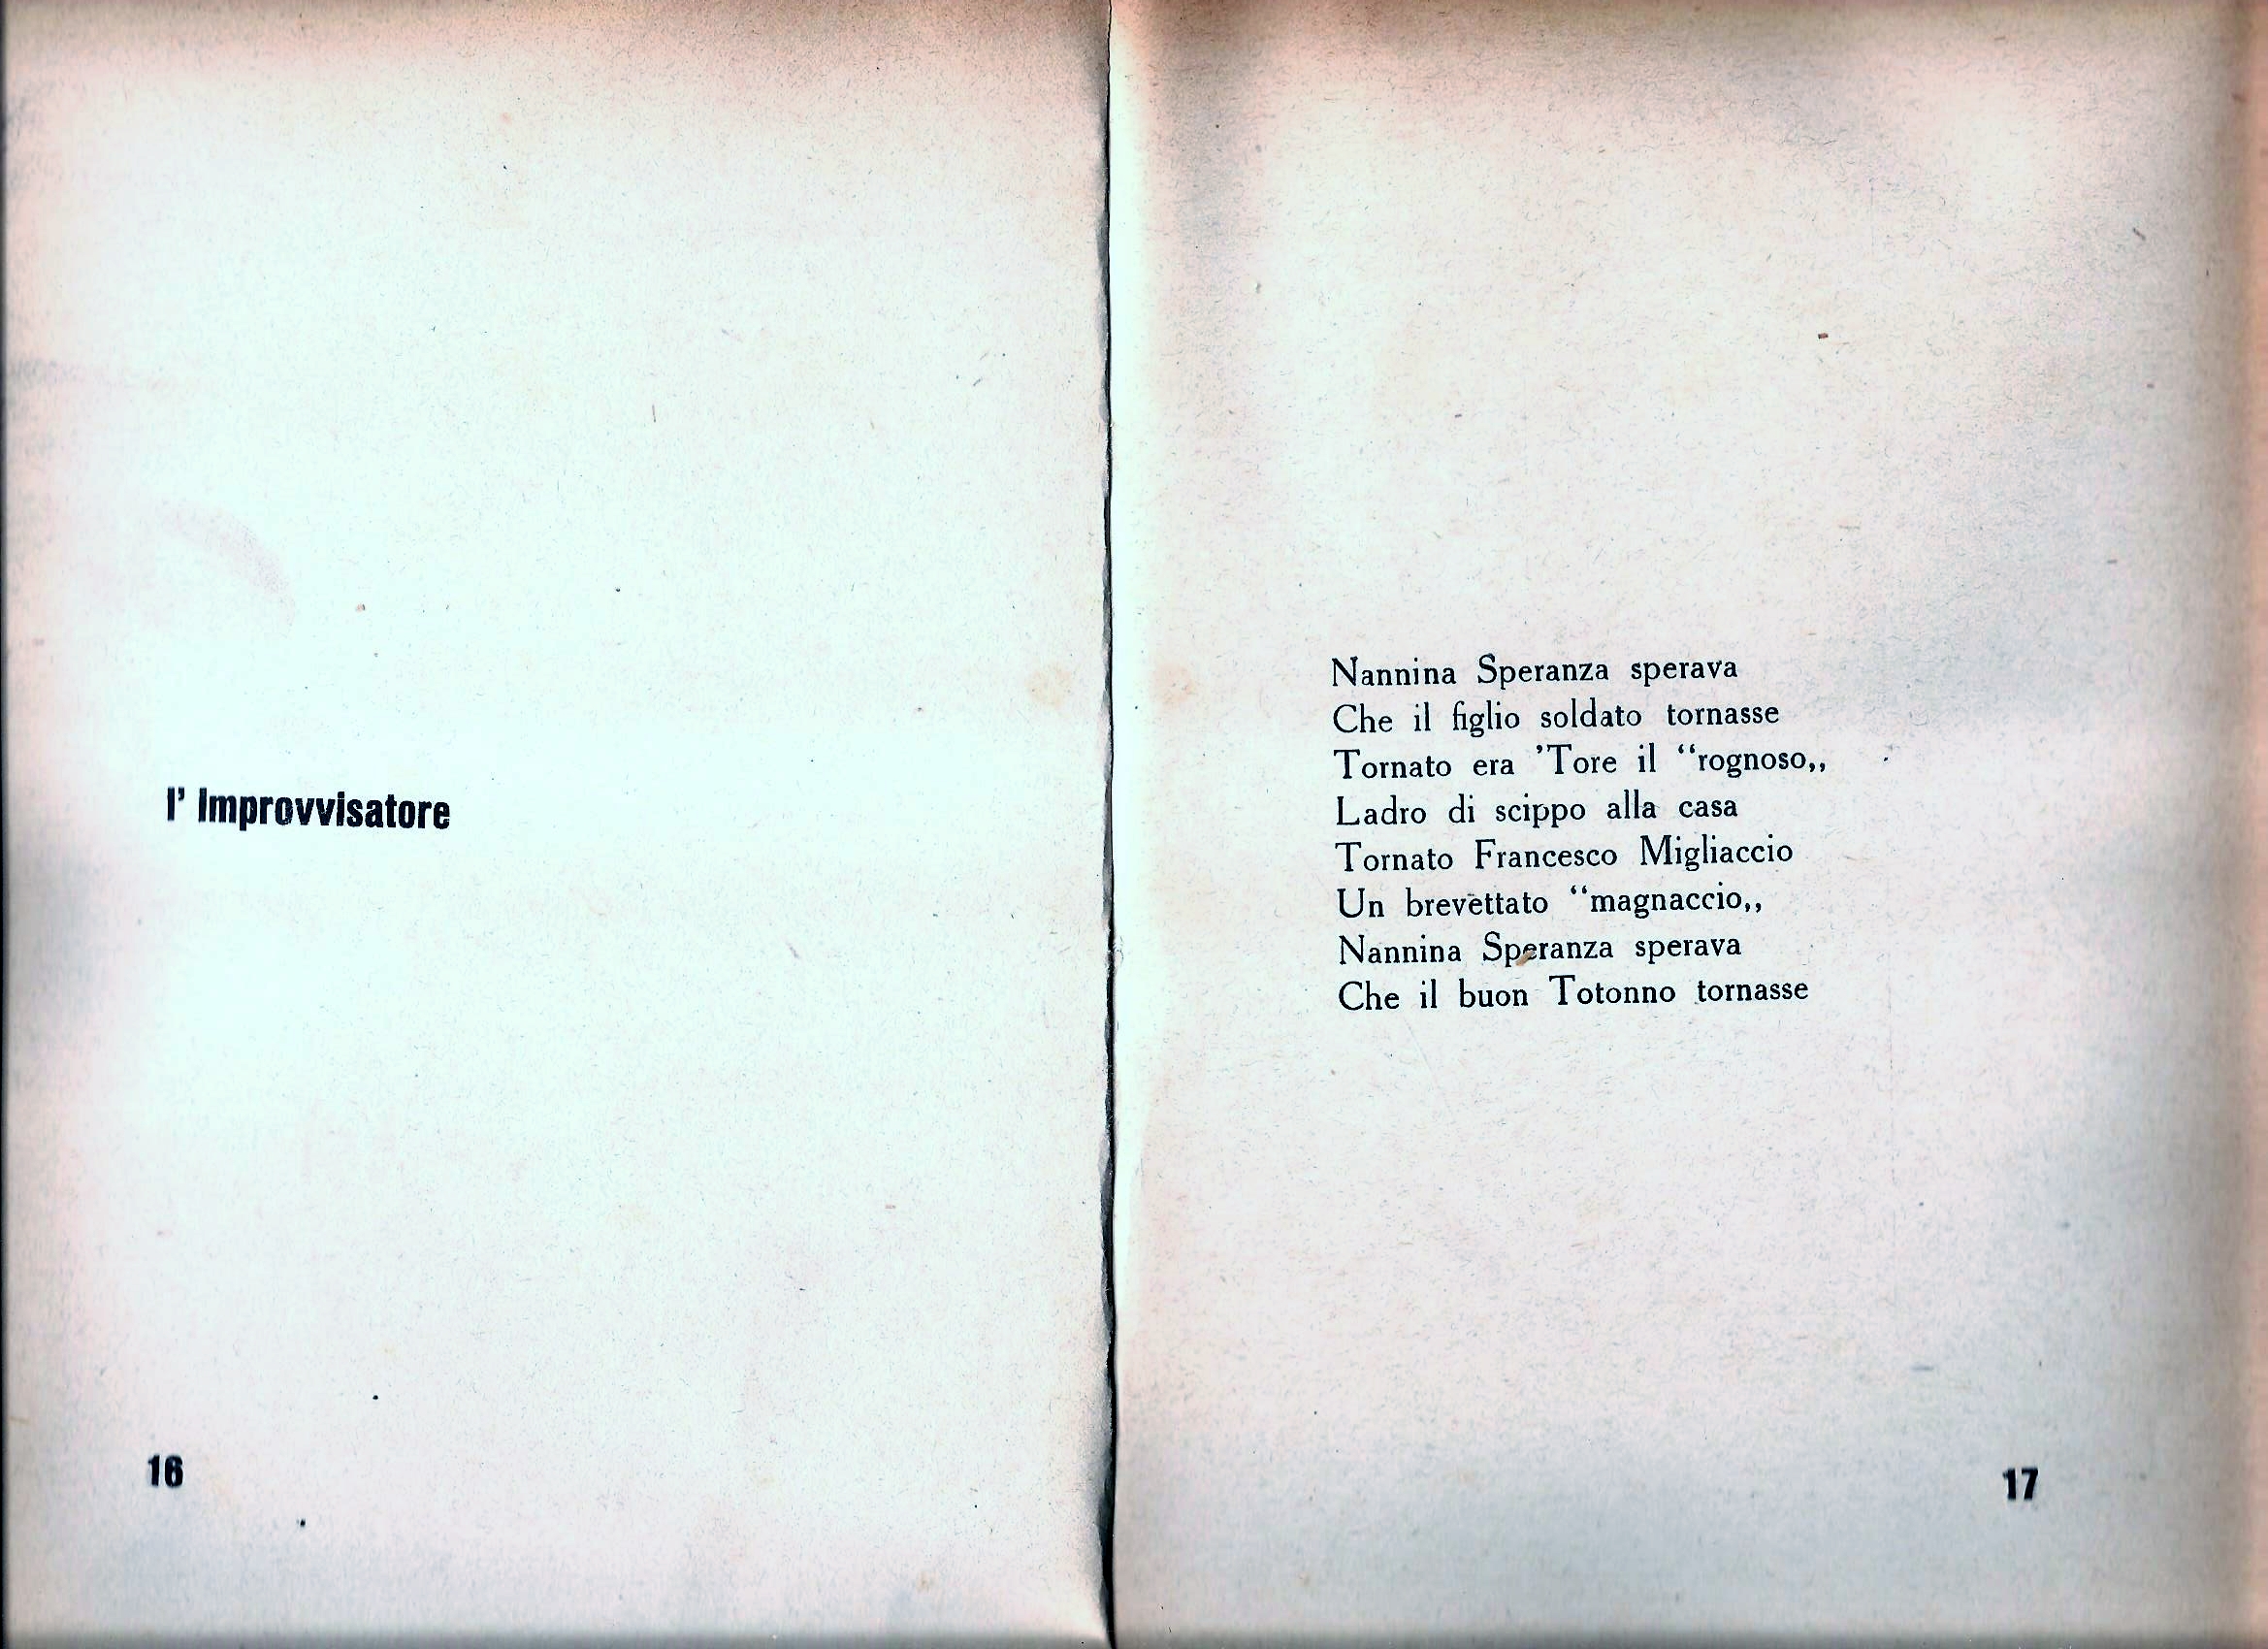 l' Improvvisatore
16
Nannina Speranza sperava
Che il figlio soldato tornasse
Tornato era 'Tore il “rognoso,,
Ladro di scippo alla casa
Tornato Francesco Migliaccio
Un brevettato “magnaccio,,
Nannina Speranza sperava
Che il buon Totonno tornasse
17